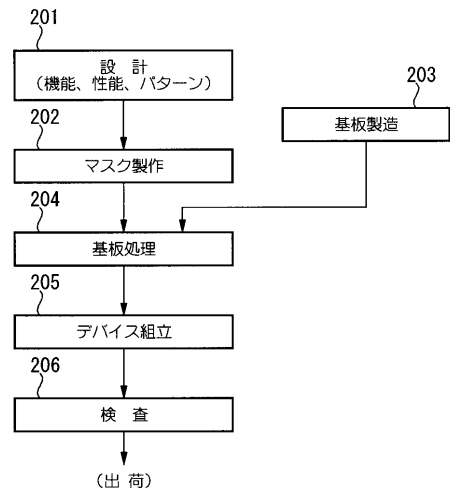 201
設 計
(機能、性能、パターン)
202
マスク製作
203
基板製造
204
基板処理
205
デバイス組立
206
検 査
(出 荷)